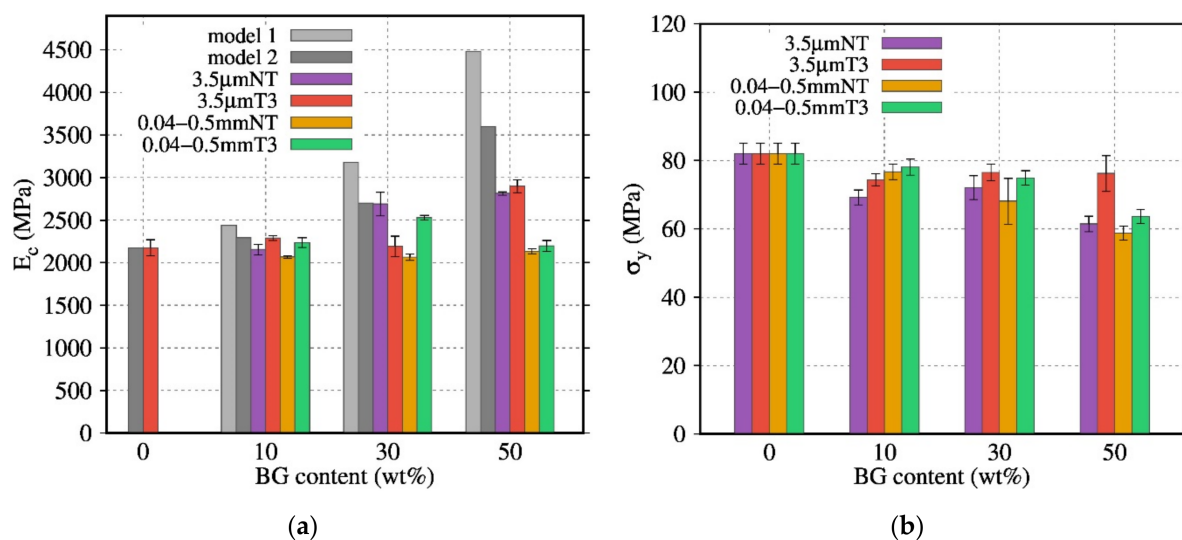 model 1
model 2
3.5μmNT
3.5μmT3
0.04–0.5mmNT
0.04–0.5mmT3
4500
4000
3500
3000
2500
2000
1500
1000
500
0
E_c (MPa)
0 10 30 50
BG content (wt%)
(a)
3.5μmNT
3.5μmT3
0.04–0.5mmNT
0.04–0.5mmT3
120
100
80
60
40
20
0
σ_y (MPa)
0 10 30 50
BG content (wt%)
(b)